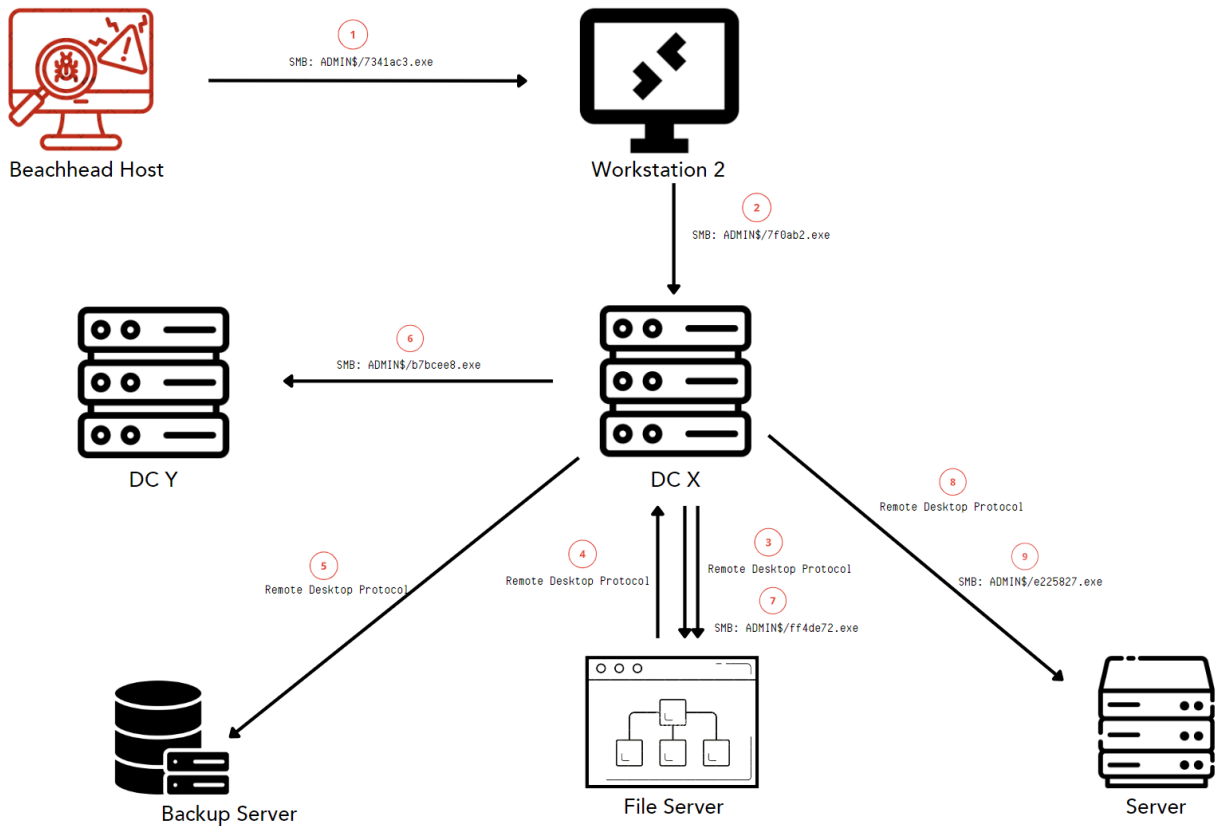 1
SMB: ADMIN$/7341ac3.exe
Beachhead Host
Workstation 2
2
SMB: ADMIN$/7f0ab2.exe
6
SMB: ADMIN$/b7bcee8.exe
DC Y
DC X
8
Remote Desktop Protocol
3
Remote Desktop Protocol
4
Remote Desktop Protocol
5
Remote Desktop Protocol
9
SMB: ADMIN$/e225827.exe
7
SMB: ADMIN$/ff4de72.exe
Backup Server
File Server
Server